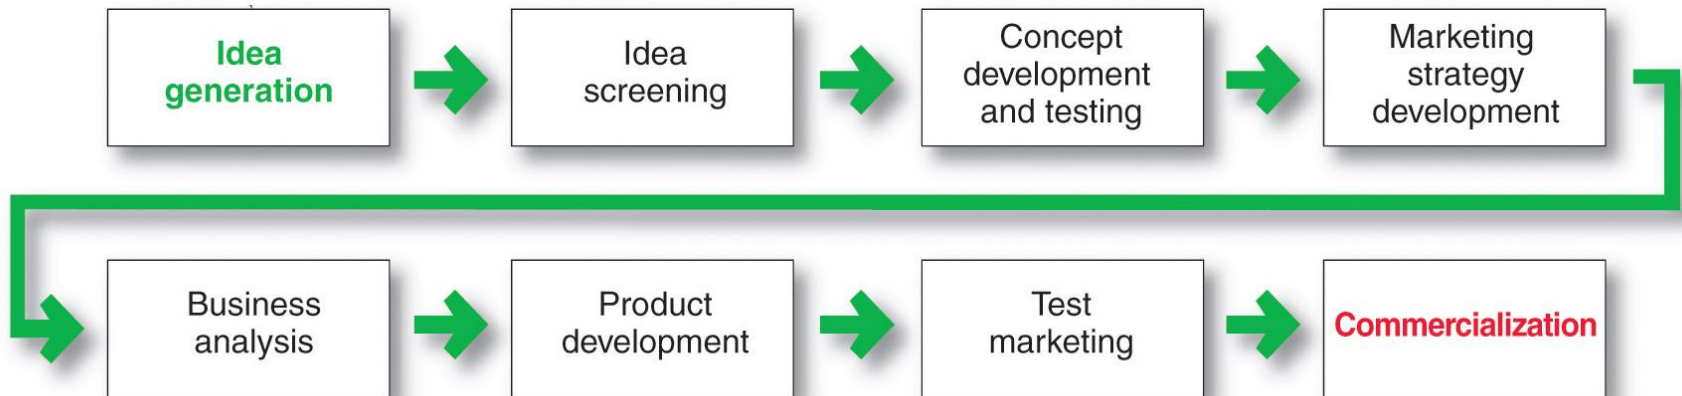 Idea
generation
Idea
screening
Concept
development
and testing
Marketing
strategy
development
Business
analysis
Product
development
Test
marketing
Commercialization